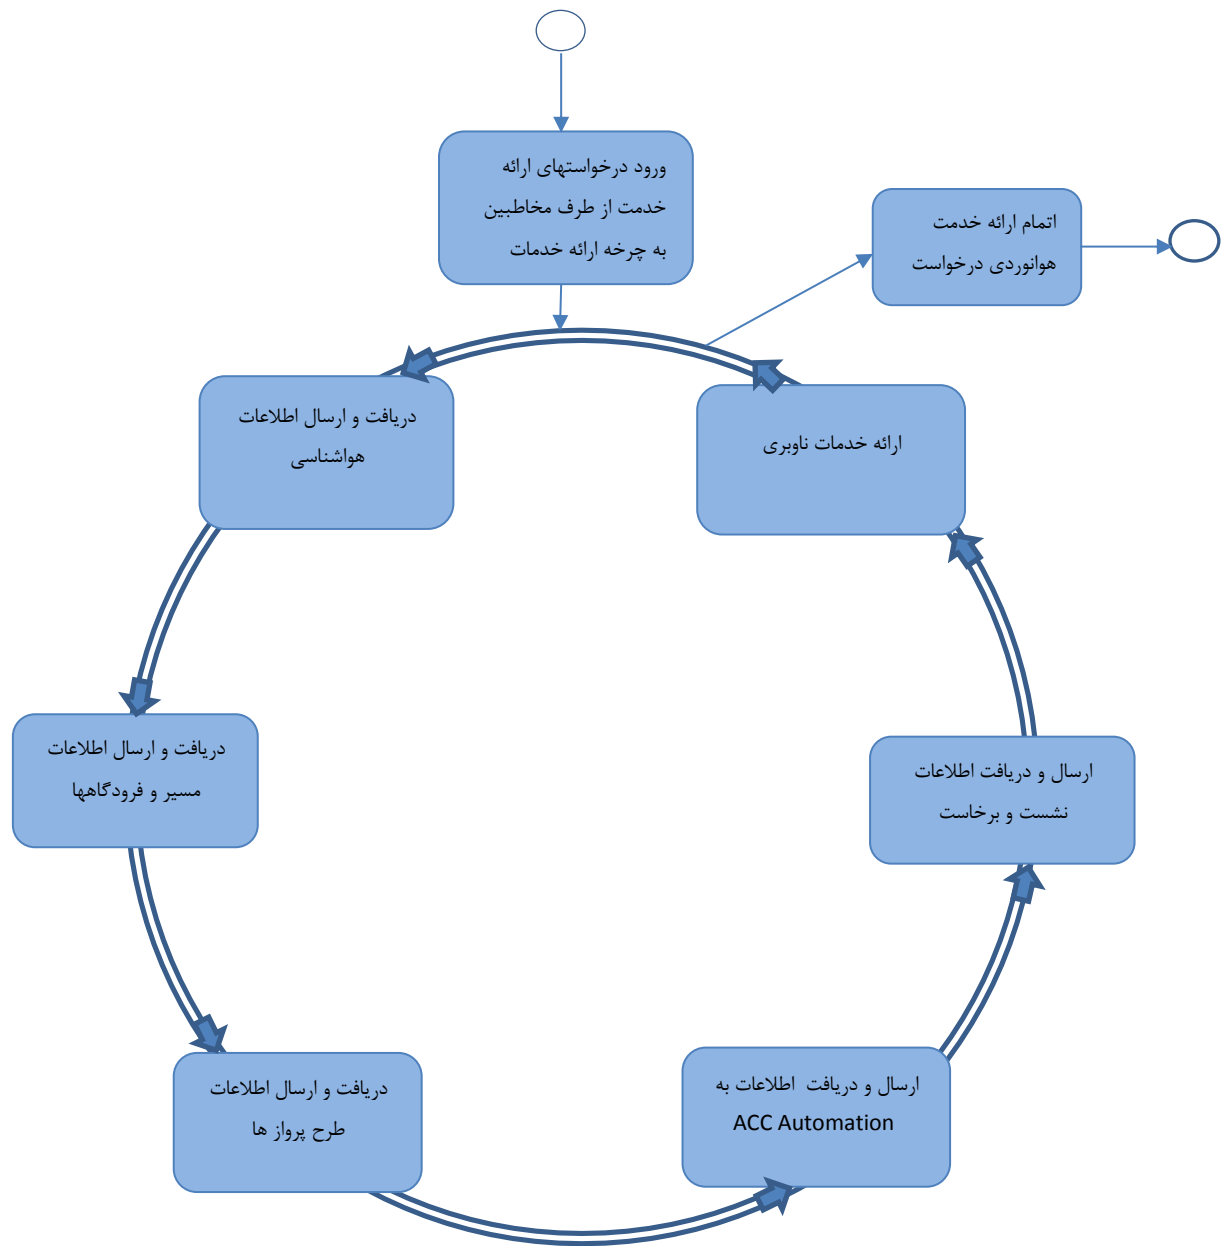 ورود درخواستهای ارائه
خدمت از طرف مخاطبین
به چرخه ارائه خدمات
اتمام ارائه خدمت
هوانوردی درخواست
دریافت و ارسال اطلاعات
هواشناسی
ارائه خدمات ناوبری
دریافت و ارسال اطلاعات
مسیر و فرودگاهها
ارسال و دریافت اطلاعات
نشست و برخاست
دریافت و ارسال اطلاعات
طرح پرواز ها
ارسال و دریافت اطلاعات به
ACC Automation